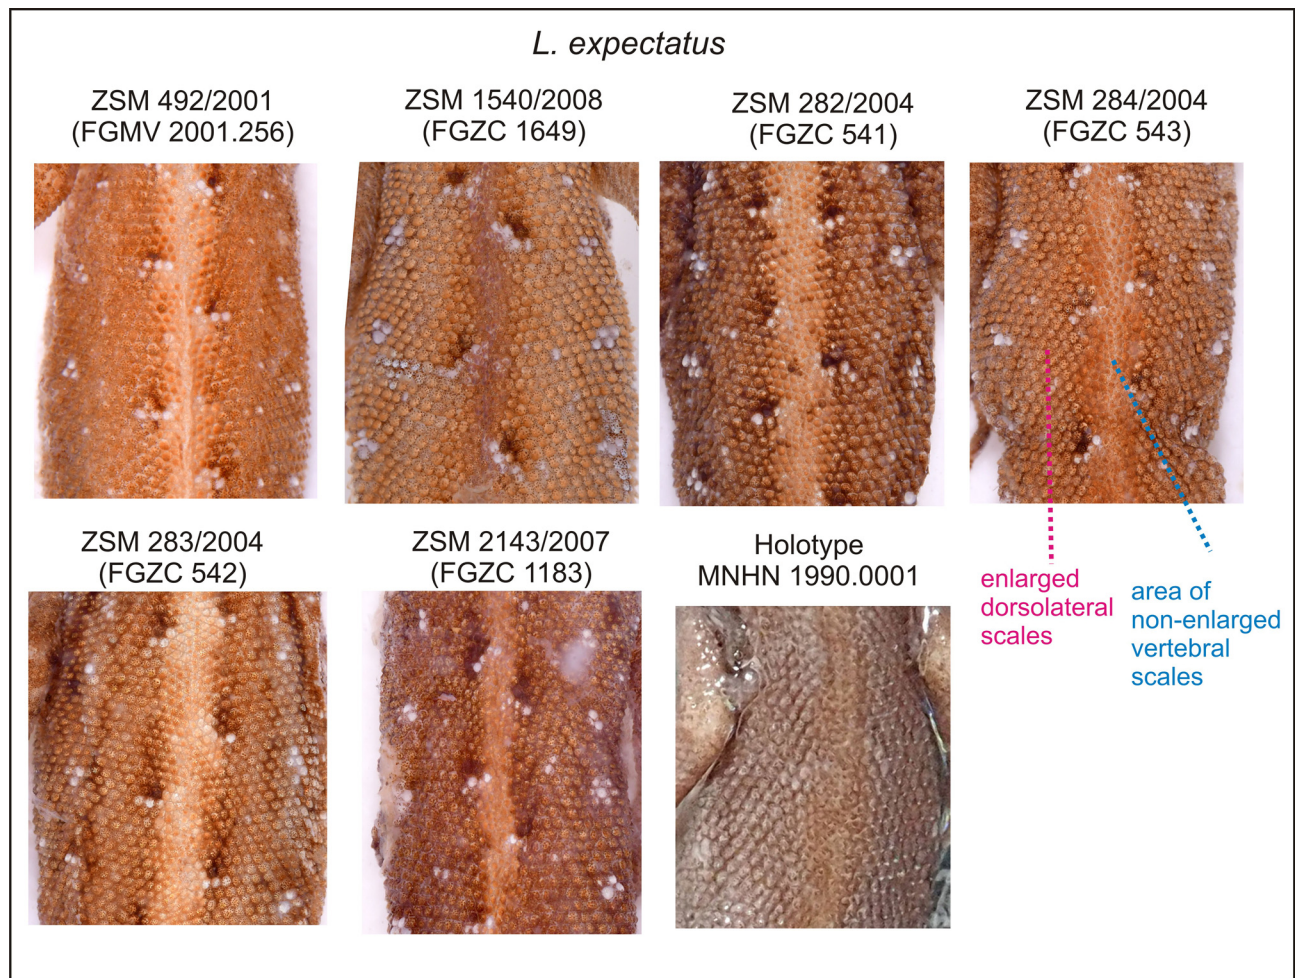 L. expectatus
ZSM 492/2001
(FGMV 2001.256)
ZSM 1540/2008
(FGZC 1649)
ZSM 282/2004
(FGZC 541)
ZSM 284/2004
(FGZC 543)
ZSM 283/2004
(FGZC 542)
ZSM 2143/2007
(FGZC 1183)
Holotype
MNHN 1990.0001
enlarged
dorsolateral
scales
area of
non-enlarged
vertebral
scales